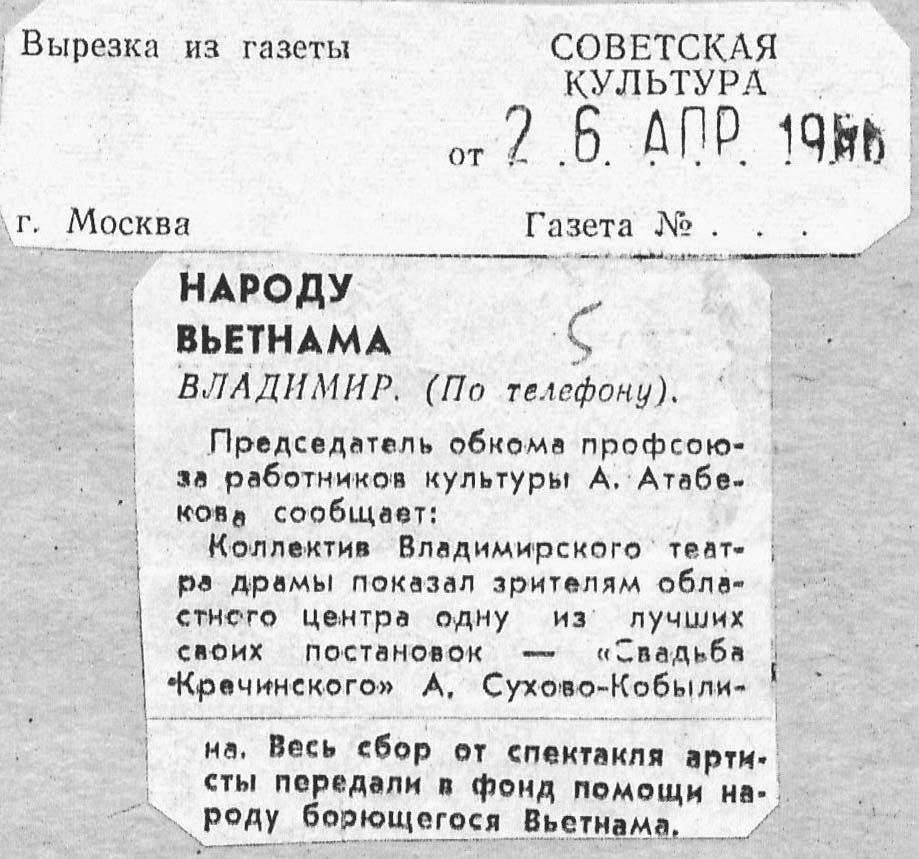 Вырезка из газеты
СОВЕТСКАЯ
КУЛЬТУРА
от 2 6. АПР.
г. Москва
Газета № . . .
НАРОДУ
ВЬЕТНАМА
5
ВЛАДИМИР. (По телефону).
Председатель обкома профсою-
за работников культуры А. Атабе-
кова сообщает:
Коллектив Владимирского теат-
ра драмы показал зрителям обла-
стного центра одну из лучших
своих постановок — «Свадьба
Кречинского» А. Сухово-Кобыли-
на. Весь сбор от спектакля арти-
сты передали в фонд помощи на-
роду борющегося Вьетнама.